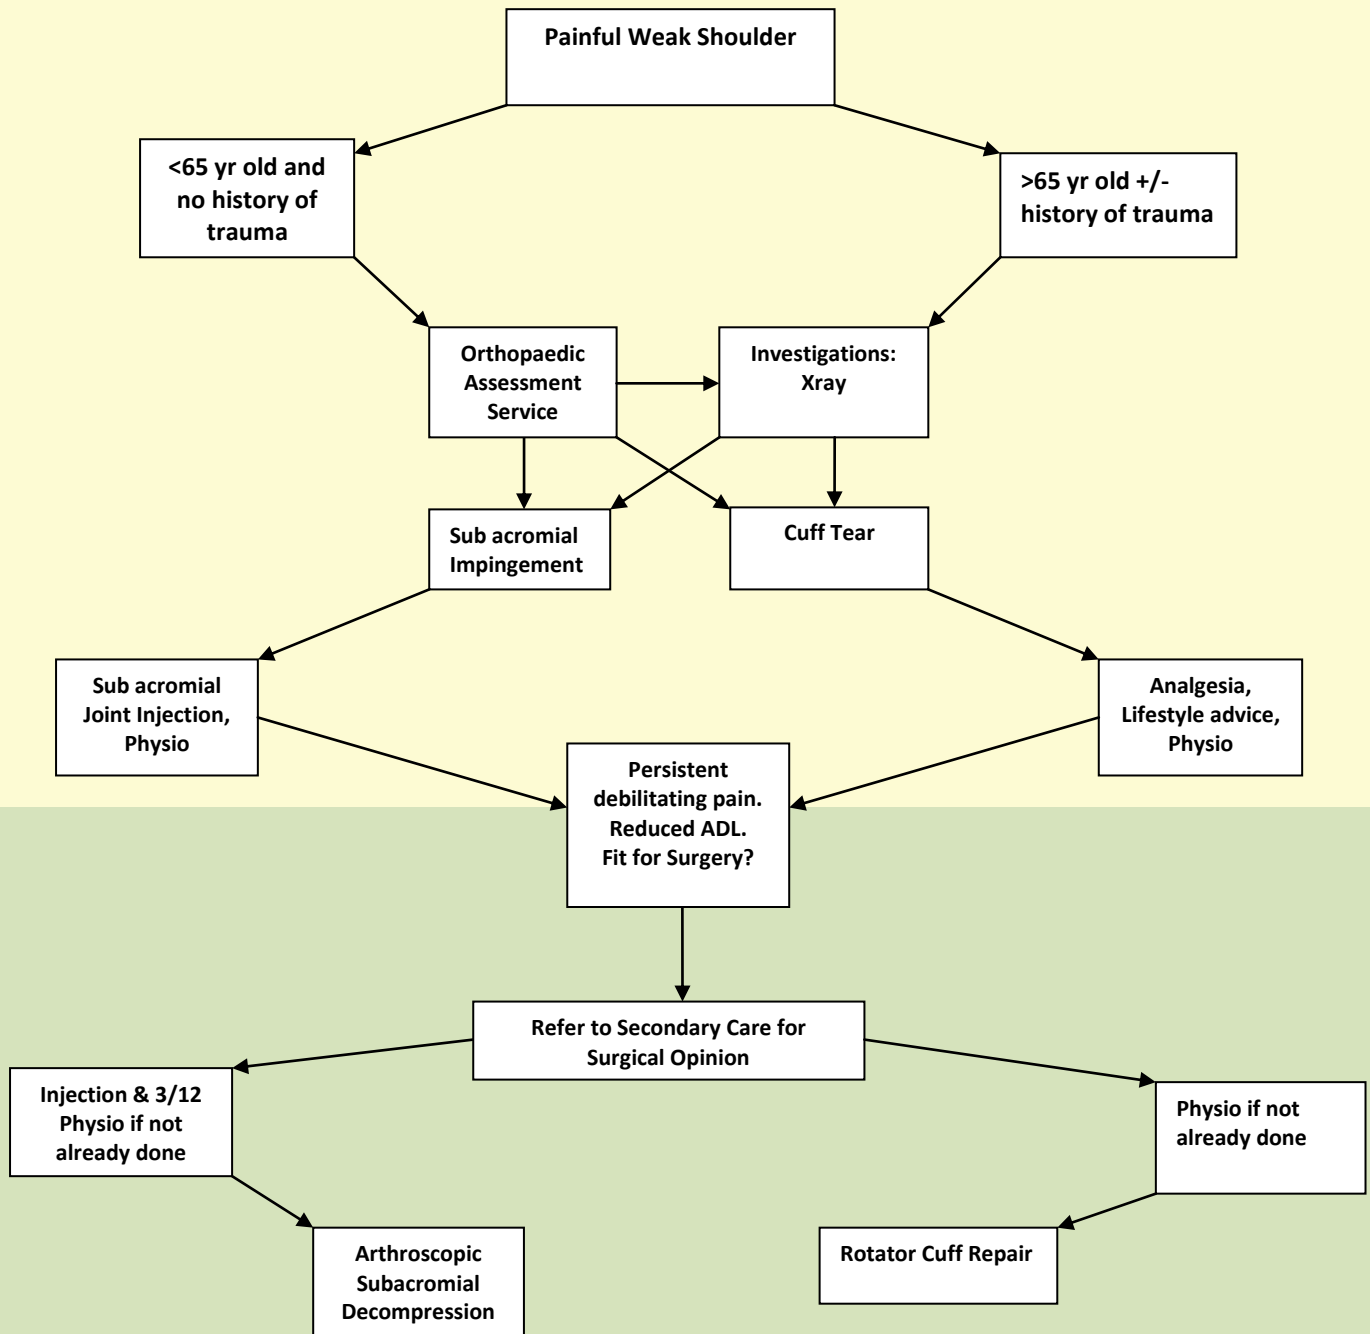 Painful Weak Shoulder
<65 yr old and
no history of
trauma
>65 yr old +/-
history of trauma
Orthopaedic
Assessment
Service
Investigations:
Xray
Sub acromial
Impingement
Cuff Tear
Sub acromial
Joint Injection,
Physio
Analgesia,
Lifestyle advice,
Physio
Persistent
debilitating pain.
Reduced ADL.
Fit for Surgery?
Refer to Secondary Care for
Surgical Opinion
Injection & 3/12
Physio if not
already done
Physio if not
already done
Arthroscopic
Subacromial
Decompression
Rotator Cuff Repair